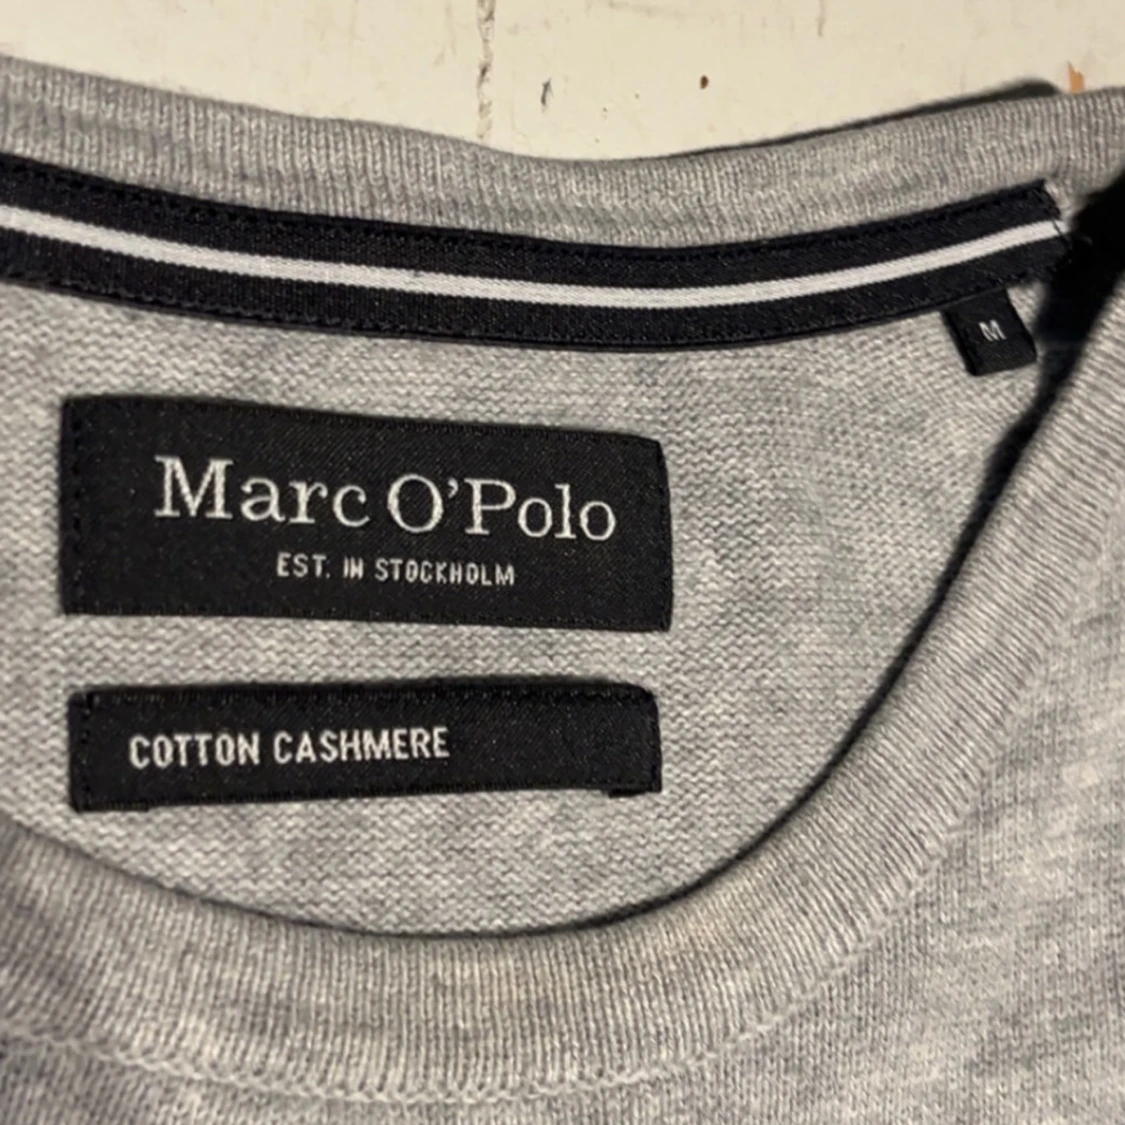 M
Marc O'Polo
EST. IN STOCKHOLM
COTTON CASHMERE